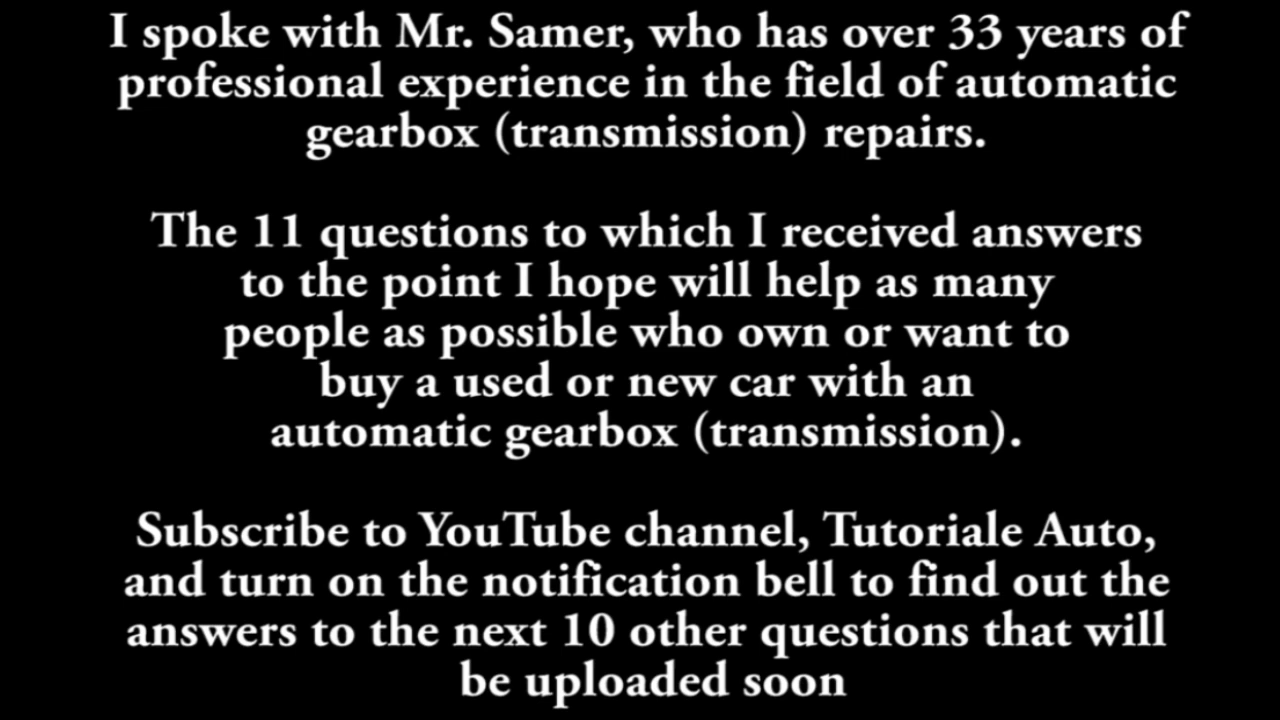 I spoke with Mr. Samer, who has over 33 years of
professional experience in the field of automatic
gearbox (transmission) repairs.
The 11 questions to which I received answers
to the point I hope will help as many
people as possible who own or want to
buy a used or new car with an
automatic gearbox (transmission).
Subscribe to YouTube channel, Tutoriale Auto,
and turn on the notification bell to find out the
answers to the next 10 other questions that will
be uploaded soon